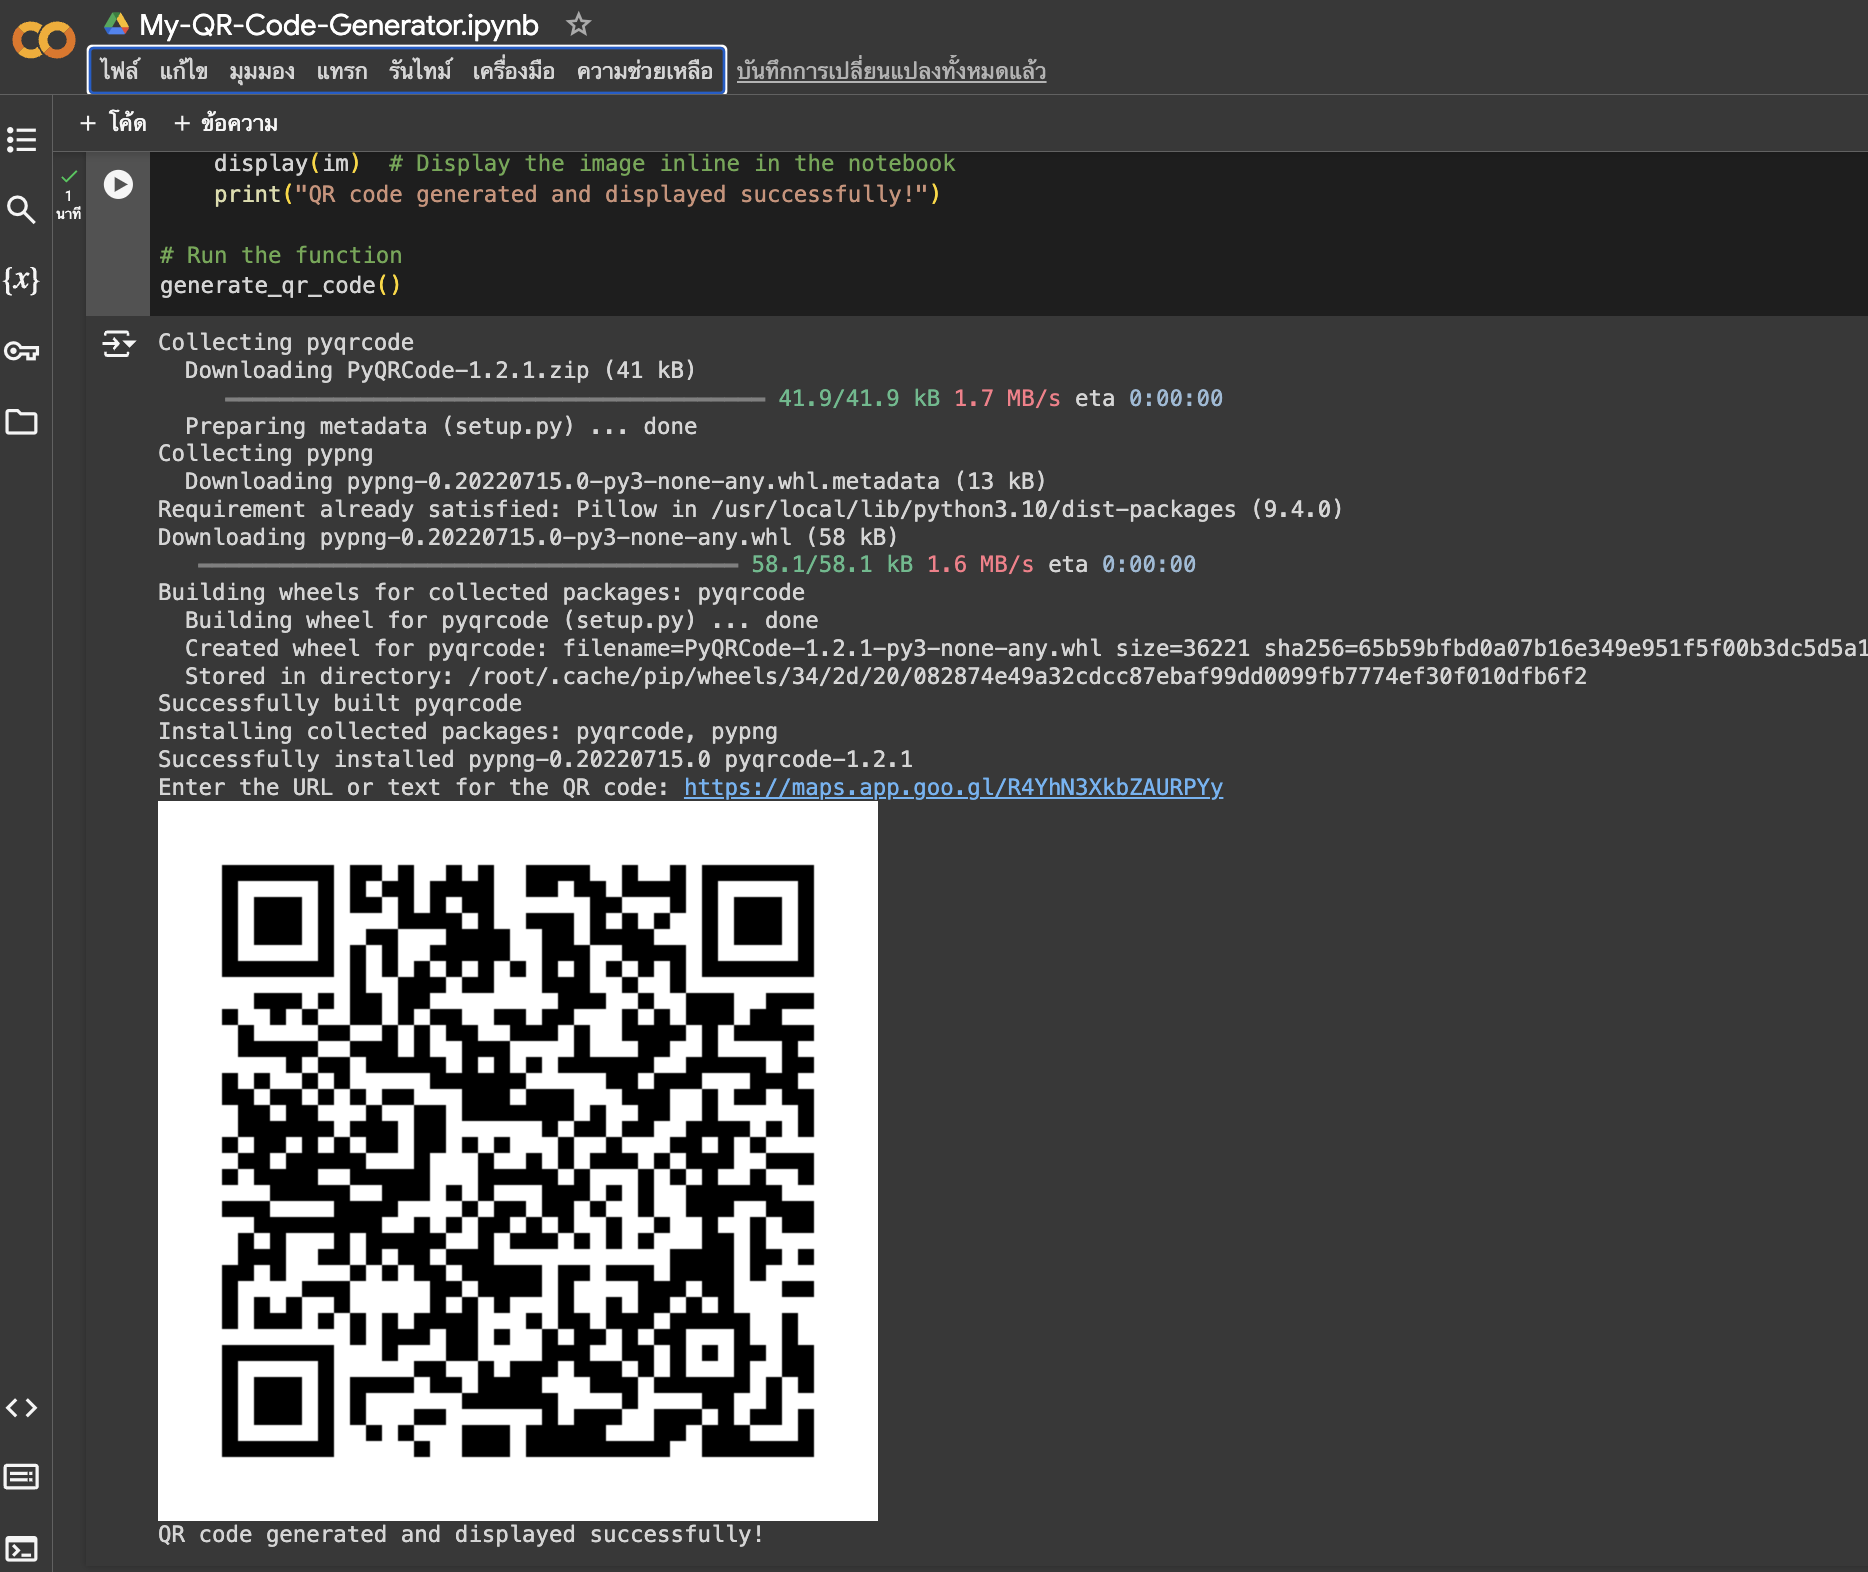 My-QR-Code-Generator.ipynb
ไฟล์ แก้ไข มุมมอง แทรก รันไทม์ เครื่องมือ ความช่วยเหลือ บันทึกการเปลี่ยนแปลงทั้งหมดแล้ว
+ โค้ด + ข้อความ
1
นาที
display(im)  # Display the image inline in the notebook
print("QR code generated and displayed successfully!")
# Run the function
generate_qr_code()
Collecting pyqrcode
Downloading PyQRCode-1.2.1.zip (41 kB)
41.9/41.9 kB 1.7 MB/s eta 0:00:00
Preparing metadata (setup.py) ... done
Collecting pypng
Downloading pypng-0.20220715.0-py3-none-any.whl.metadata (13 kB)
Requirement already satisfied: Pillow in /usr/local/lib/python3.10/dist-packages (9.4.0)
Downloading pypng-0.20220715.0-py3-none-any.whl (58 kB)
58.1/58.1 kB 1.6 MB/s eta 0:00:00
Building wheels for collected packages: pyqrcode
Building wheel for pyqrcode (setup.py) ... done
Created wheel for pyqrcode: filename=PyQRCode-1.2.1-py3-none-any.whl size=36221 sha256=65b59bfbd0a07b16e349e951f5f00b3dc5d5a1
Stored in directory: /root/.cache/pip/wheels/34/2d/20/082874e49a32cdcc87ebaf99dd0099fb7774ef30f010dfb6f2
Successfully built pyqrcode
Installing collected packages: pyqrcode, pypng
Successfully installed pypng-0.20220715.0 pyqrcode-1.2.1
Enter the URL or text for the QR code: https://maps.app.goo.gl/R4YhN3XkbZAURPYy
QR code generated and displayed successfully!